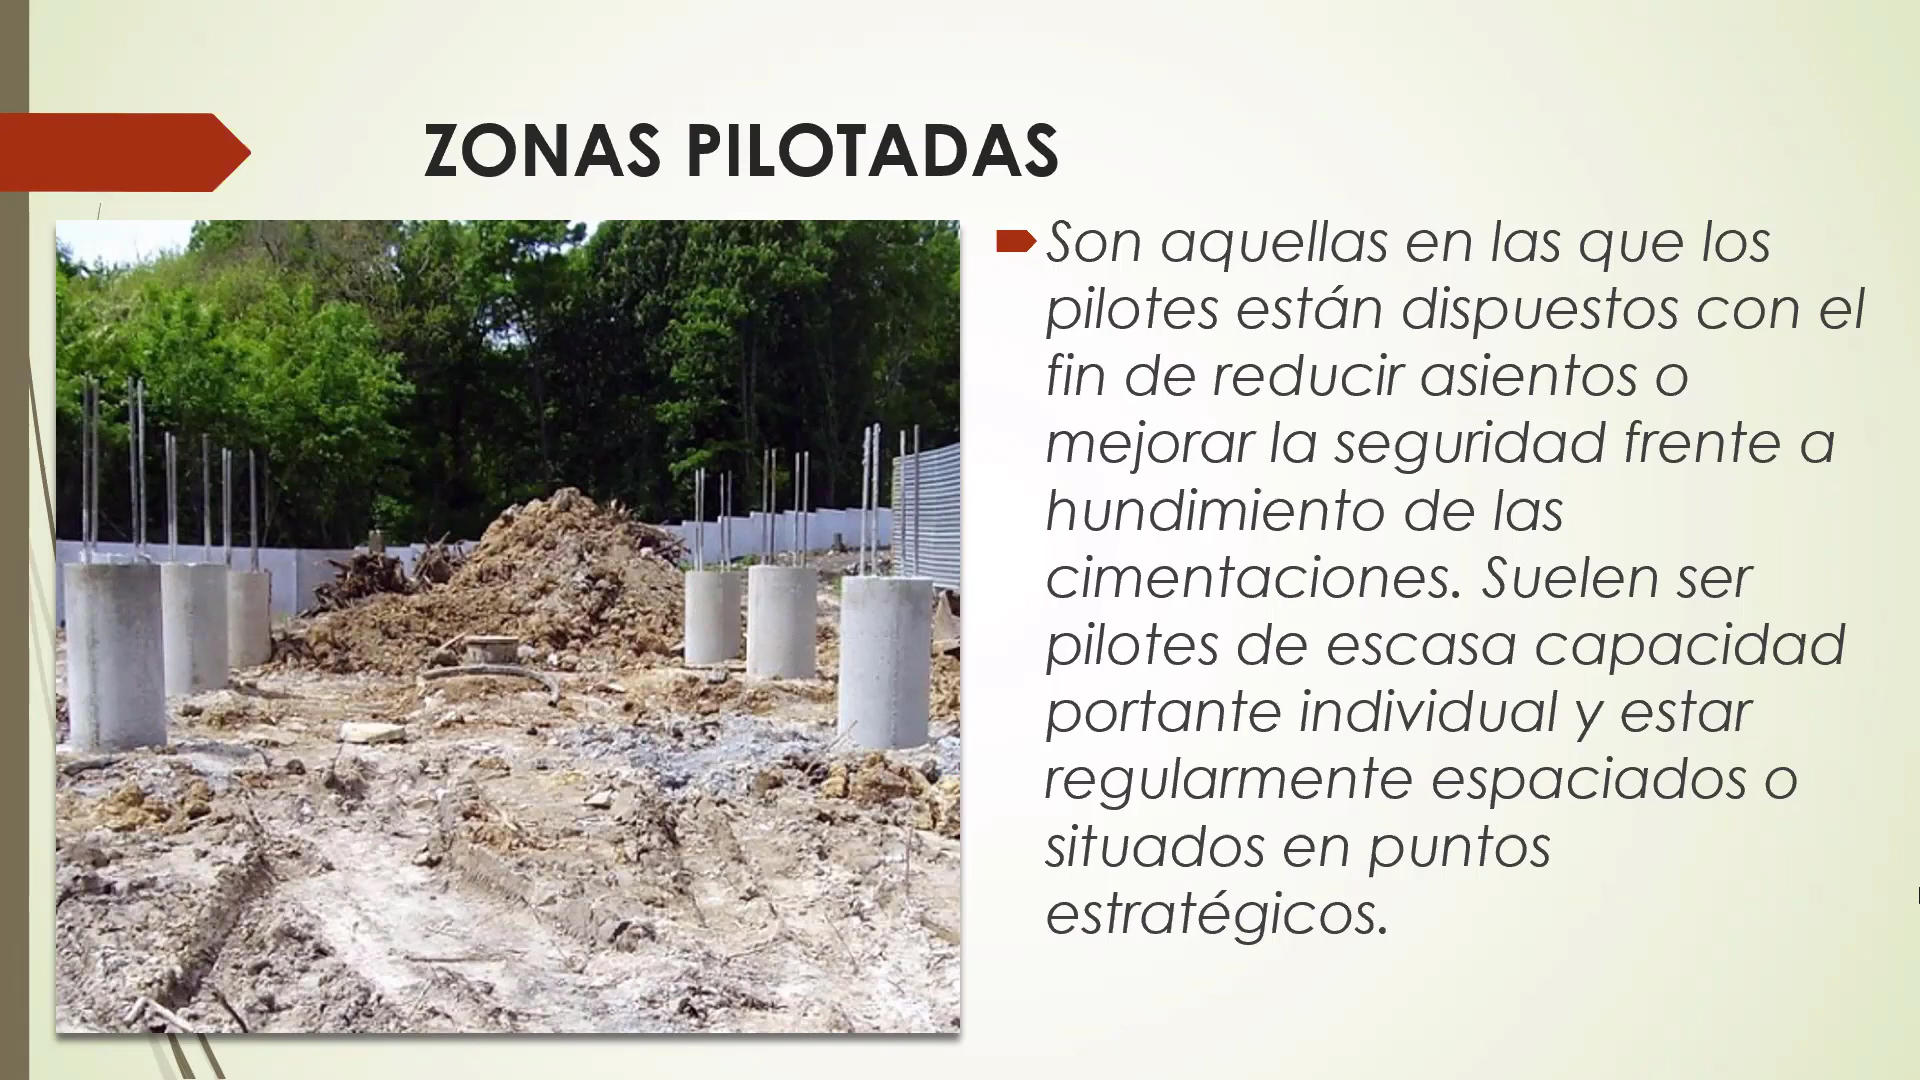 ZONAS PILOTADAS
Son aquellas en las que los
pilotes están dispuestos con el
fin de reducir asientos o
mejorar la seguridad frente a
hundimiento de las
cimentaciones. Suelen ser
pilotes de escasa capacidad
portante individual y estar
regularmente espaciados o
situados en puntos
estratégicos.